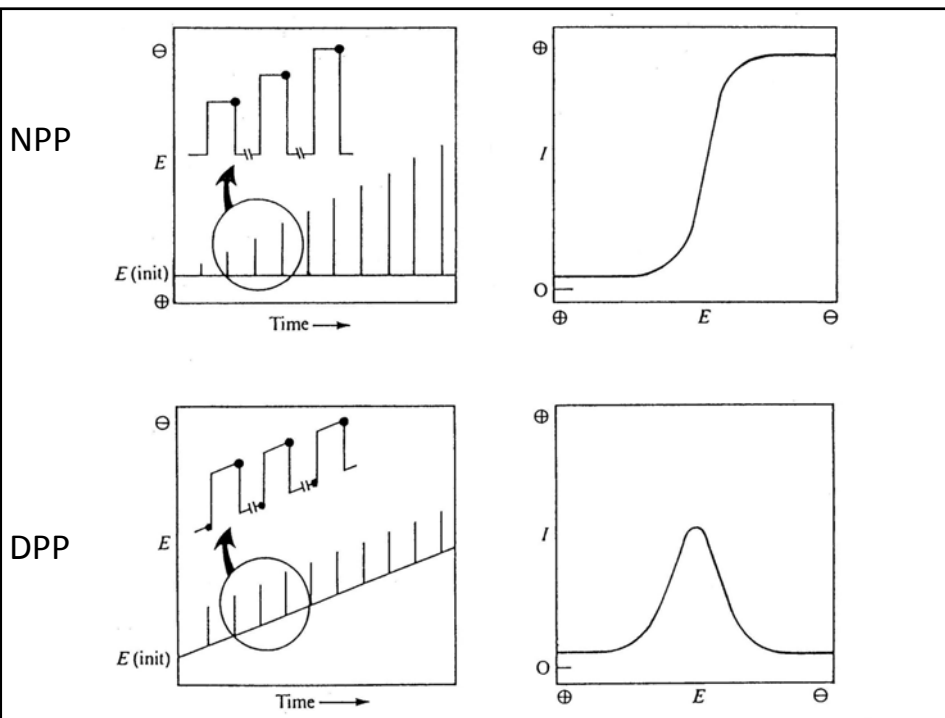 NPP
⊖
E
E (init)
⊕
Time ⟶
⊕
I
O
⊕ E ⊖
DPP
⊖
E
E (init)
Time ⟶
⊕
I
O
⊕ E ⊖